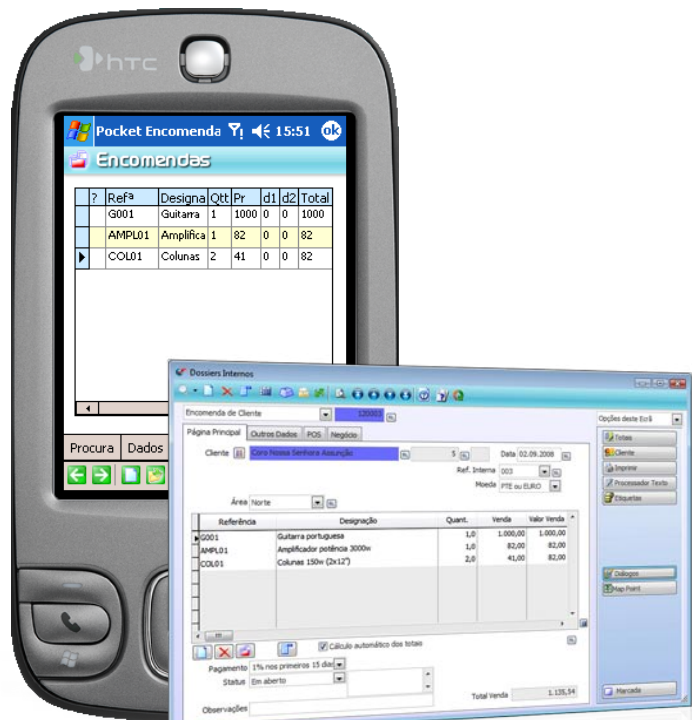 hTC
Pocket Encomenda 15:51 ok
Encomendas
? Refª Designa Qtt Pr d1 d2 Total
G001 Guitarra 1 1000 0 0 1000
AMPL01 Amplifica 1 82 0 0 82
COL01 Colunas 2 41 0 0 82
Procura Dados
Dossiers Internos
Encomenda de Cliente 120003
Opções deste Ecrã
Página Principal Outros Dados POS Negócio
Totais
Cliente Coro Nossa Senhora Assunção 5 Data 02.09.2008
Cliente
Ref. Interna 003
Imprimir
Moeda PTE ou EURO
Processador Texto
Etiquetas
Área Norte
Referência Designação Quant. Venda Valor Venda
G001 Guitarra portuguesa 1,0 1.000,00 1.000,00
AMPL01 Amplificador potência 3000w 1,0 82,00 82,00
COL01 Colunas 150w (2x12") 2,0 41,00 82,00
Diálogos
Map Point
Cálculo automático dos totais
Pagamento 1% nos primeiros 15 dias
Status Em aberto
Total Venda 1.135,54
Marcada
Observações